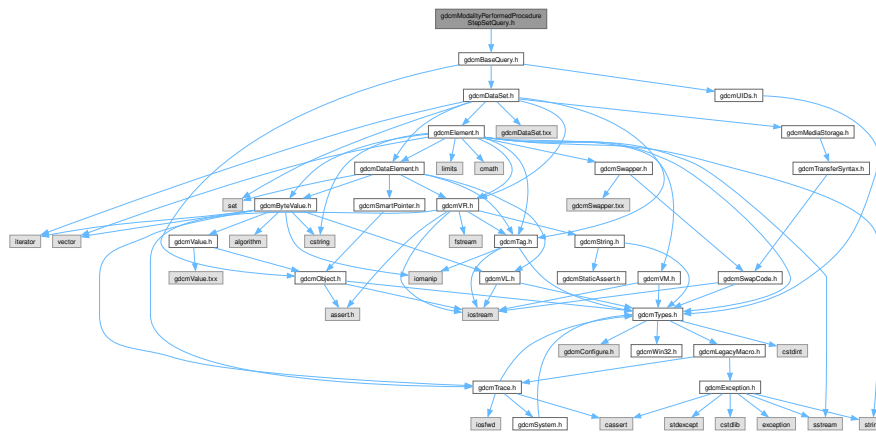 gdcmModalityPerformedProcedure
StepSetQuery.h
gdcmBaseQuery.h
gdcmDataSet.h
gdcmUIDs.h
gdcmElement.h
gdcmDataSet.txx
gdcmMediaStorage.h
gdcmDataElement.h
limits
cmath
gdcmSwapper.h
gdcmTransferSyntax.h
set
gdcmByteValue.h
gdcmSmartPointer.h
gdcmVR.h
gdcmSwapper.txx
iterator
vector
gdcmValue.h
algorithm
cstring
fstream
gdcmTag.h
gdcmString.h
gdcmValue.txx
gdcmObject.h
iomanip
gdcmVL.h
gdcmStaticAssert.h
gdcmVM.h
gdcmSwapCode.h
assert.h
iostream
gdcmTypes.h
gdcmConfigure.h
gdcmWin32.h
gdcmLegacyMacro.h
cstdint
gdcmTrace.h
gdcmException.h
iosfwd
gdcmSystem.h
cassert
stdexcept
cstdlib
exception
sstream